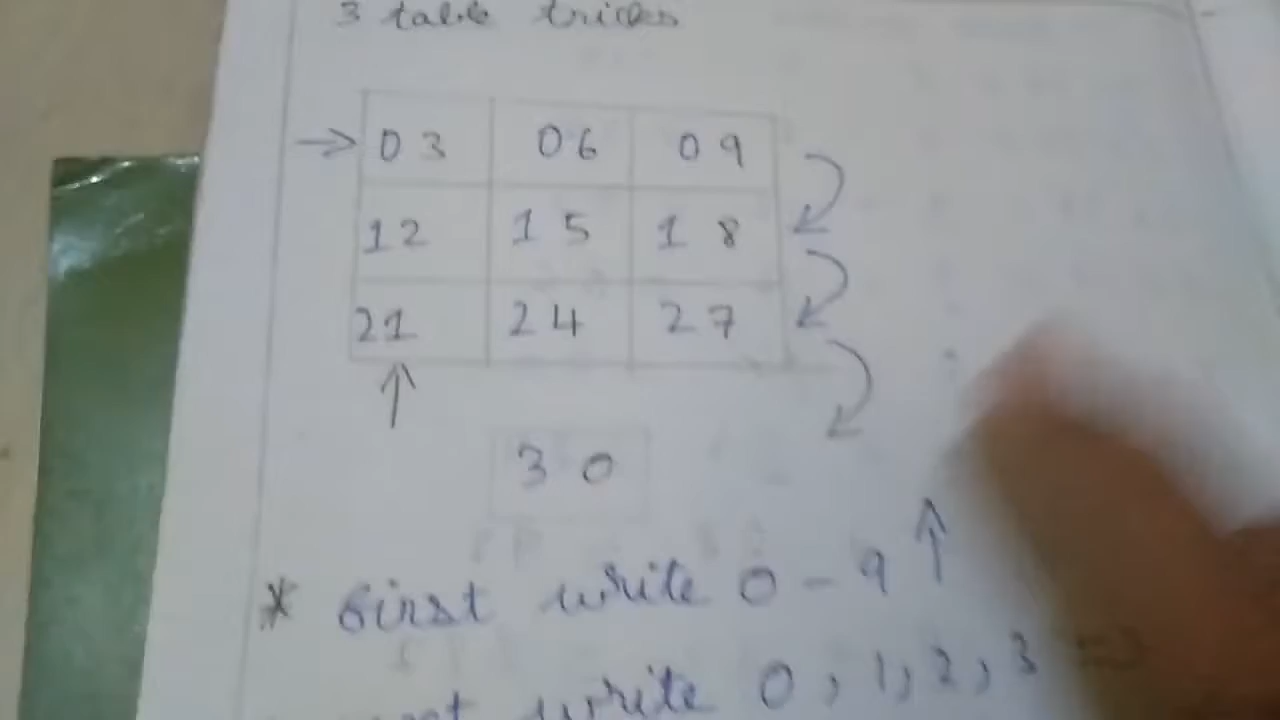 3 table tricks
→ 03 06 09
12 15 18
21 24 27
↑
30
* First write 0 - 9 ↑
write 0, 1, 2, 3 ⇒